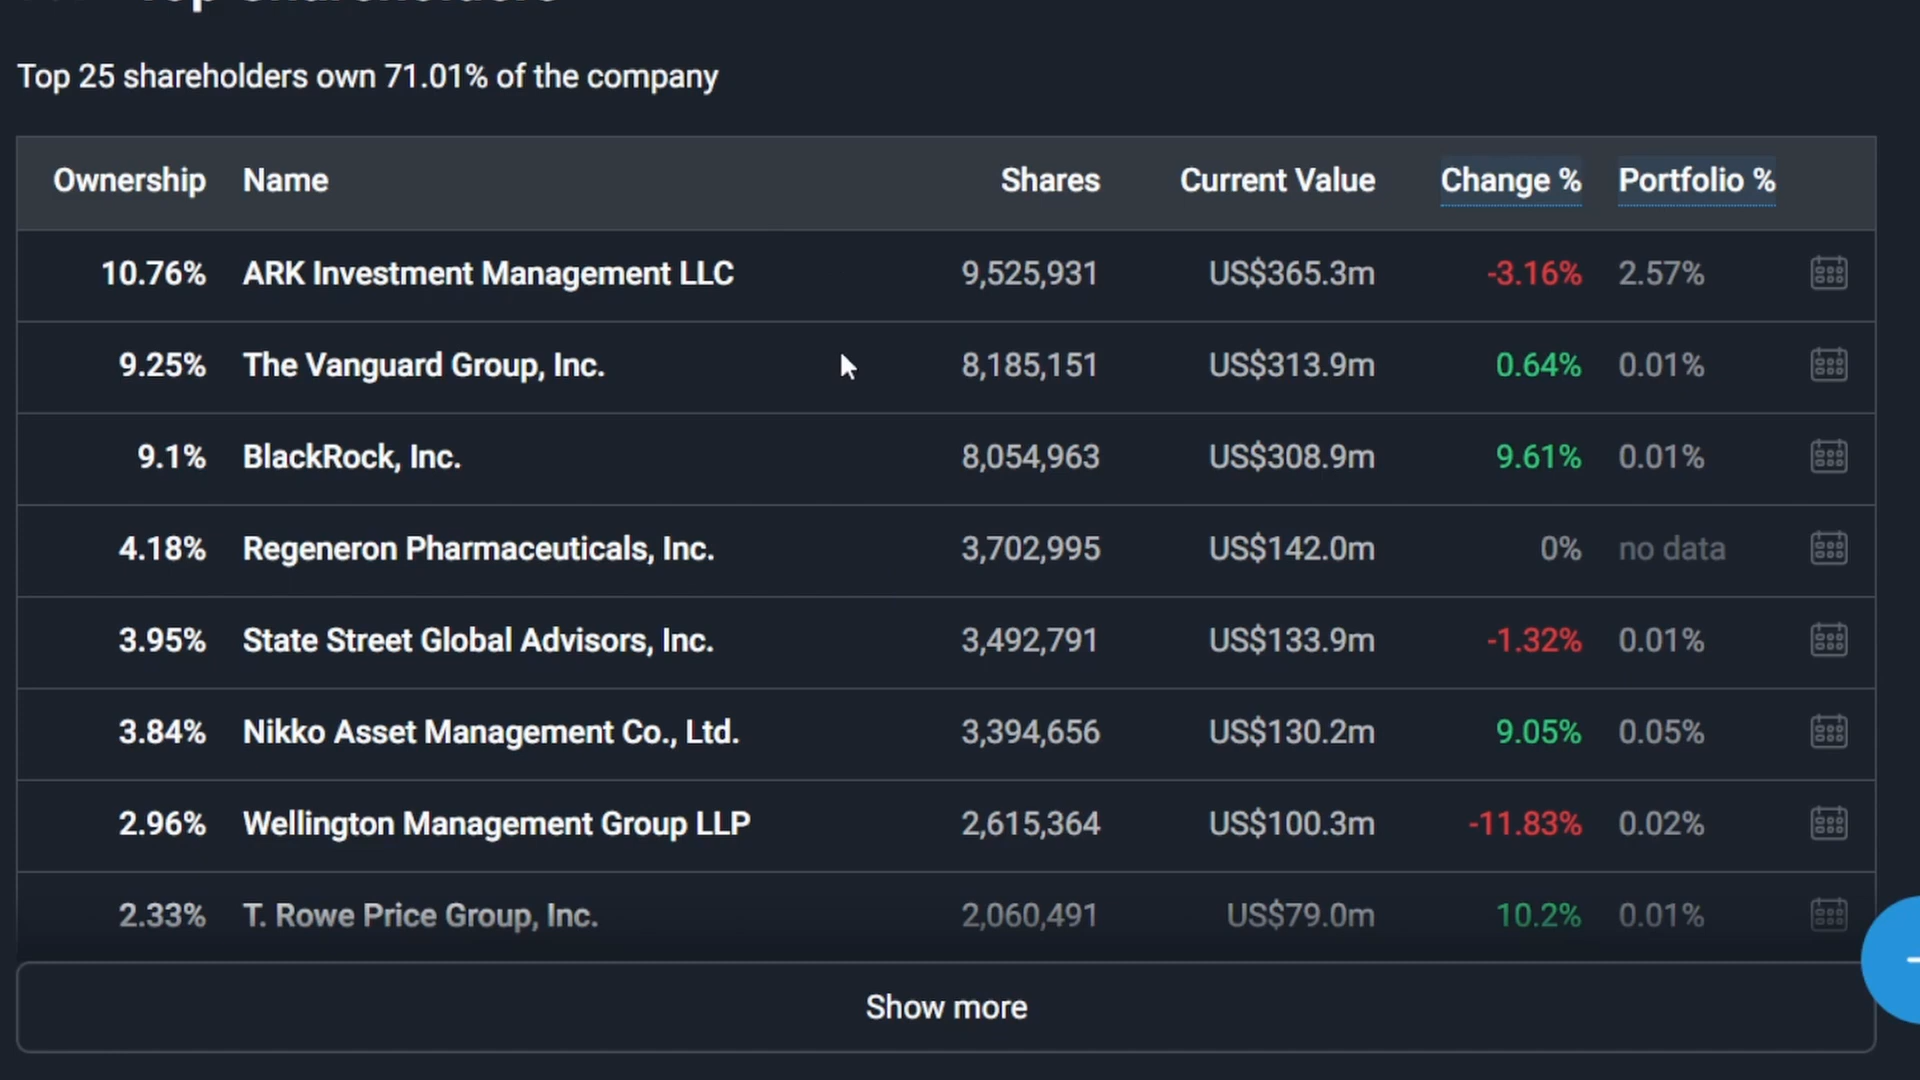 Top Shareholders
Top 25 shareholders own 71.01% of the company
Ownership Name Shares Current Value Change % Portfolio %
10.76% ARK Investment Management LLC 9,525,931 US$365.3m -3.16% 2.57%
9.25% The Vanguard Group, Inc. 8,185,151 US$313.9m 0.64% 0.01%
9.1% BlackRock, Inc. 8,054,963 US$308.9m 9.61% 0.01%
4.18% Regeneron Pharmaceuticals, Inc. 3,702,995 US$142.0m 0% no data
3.95% State Street Global Advisors, Inc. 3,492,791 US$133.9m -1.32% 0.01%
3.84% Nikko Asset Management Co., Ltd. 3,394,656 US$130.2m 9.05% 0.05%
2.96% Wellington Management Group LLP 2,615,364 US$100.3m -11.83% 0.02%
2.33% T. Rowe Price Group, Inc. 2,060,491 US$79.0m 10.2% 0.01%
Show more